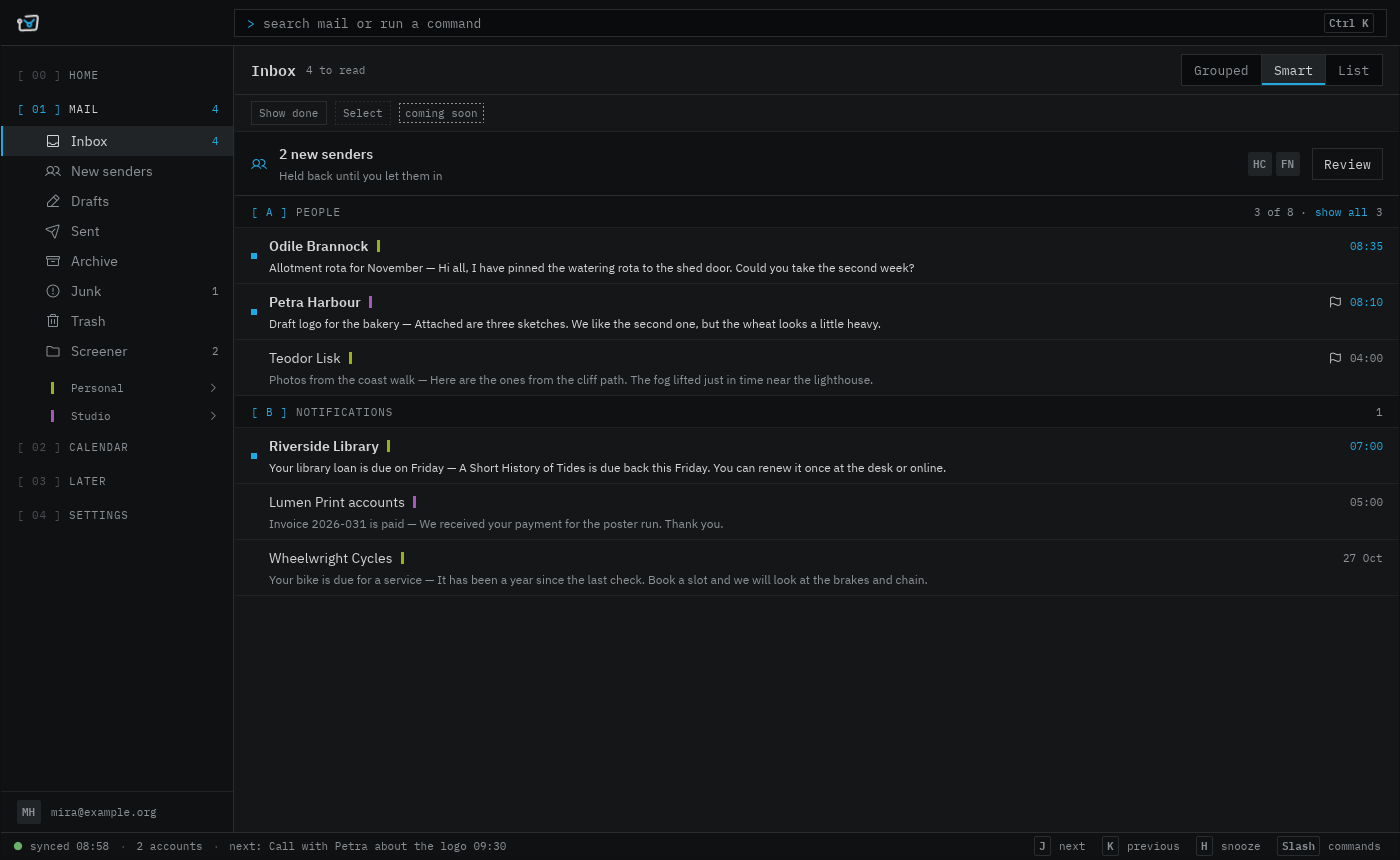 > search mail or run a command Ctrl K
[ 00 ] HOME
[ 01 ] MAIL 4
Inbox 4
New senders
Drafts
Sent
Archive
Junk 1
Trash
Screener 2
Personal
Studio
[ 02 ] CALENDAR
[ 03 ] LATER
[ 04 ] SETTINGS
MH mira@example.org
Inbox 4 to read Grouped Smart List
Show done Select coming soon
2 new senders
Held back until you let them in
HC FN Review
[ A ] PEOPLE 3 of 8 · show all 3
Odile Brannock 08:35
Allotment rota for November — Hi all, I have pinned the watering rota to the shed door. Could you take the second week?
Petra Harbour 08:10
Draft logo for the bakery — Attached are three sketches. We like the second one, but the wheat looks a little heavy.
Teodor Lisk 04:00
Photos from the coast walk — Here are the ones from the cliff path. The fog lifted just in time near the lighthouse.
[ B ] NOTIFICATIONS 1
Riverside Library 07:00
Your library loan is due on Friday — A Short History of Tides is due back this Friday. You can renew it once at the desk or online.
Lumen Print accounts 05:00
Invoice 2026-031 is paid — We received your payment for the poster run. Thank you.
Wheelwright Cycles 27 Oct
Your bike is due for a service — It has been a year since the last check. Book a slot and we will look at the brakes and chain.
synced 08:58 · 2 accounts · next: Call with Petra about the logo 09:30 J next K previous H snooze Slash commands